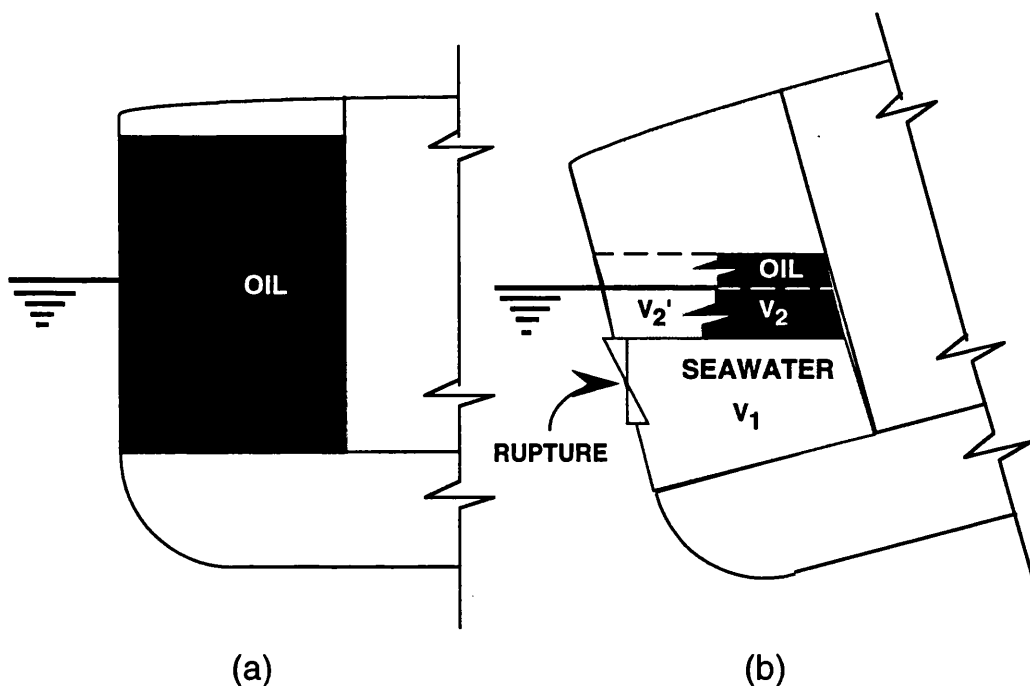 OIL
OIL
V2' V2
SEAWATER
V1
RUPTURE
(a) (b)